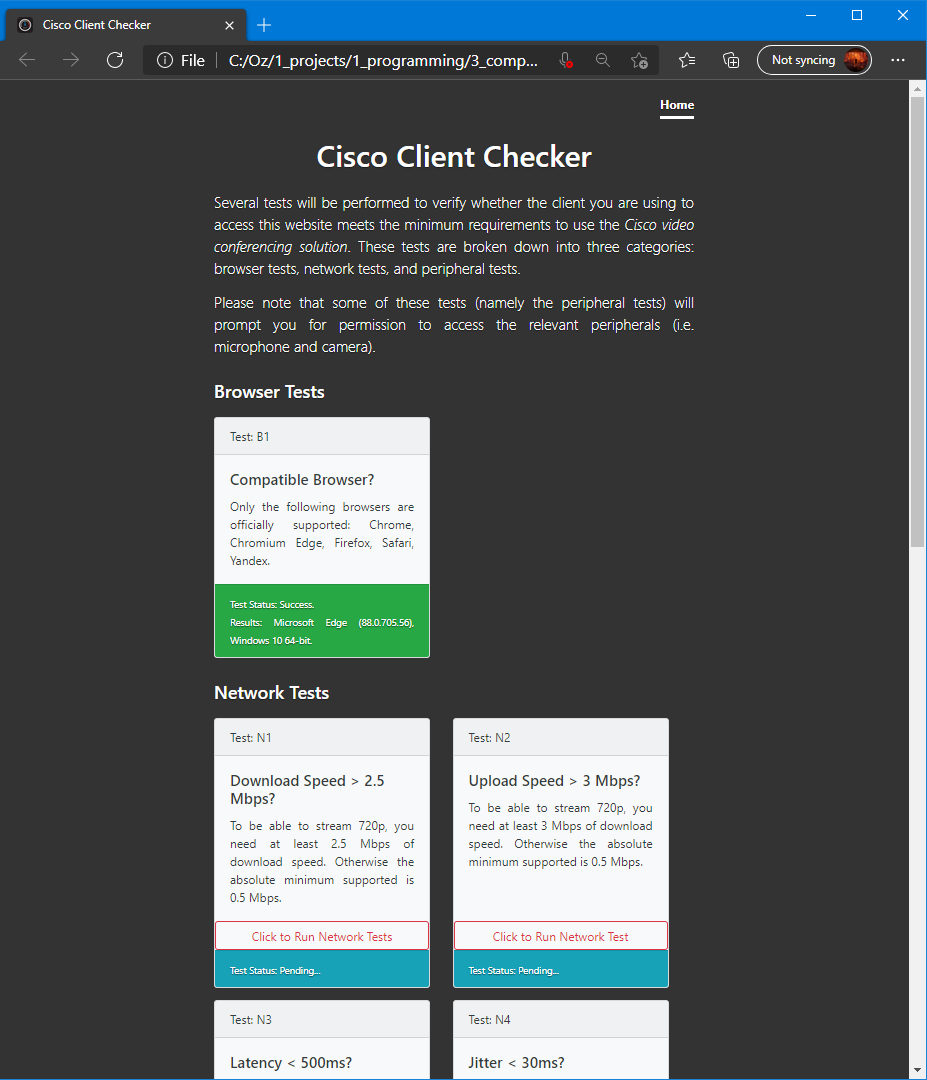 Cisco Client Checker
File
C:/Oz/1_projects/1_programming/3_comp...
Not syncing
Home
Cisco Client Checker
Several tests will be performed to verify whether the client you are using to
access this website meets the minimum requirements to use the Cisco video
conferencing solution. These tests are broken down into three categories:
browser tests, network tests, and peripheral tests.
Please note that some of these tests (namely the peripheral tests) will
prompt you for permission to access the relevant peripherals (i.e.
microphone and camera).
Browser Tests
Test: B1
Compatible Browser?
Only the following browsers are
officially supported: Chrome,
Chromium Edge, Firefox, Safari,
Yandex.
Test Status: Success.
Results: Microsoft Edge (88.0.705.56),
Windows 10 64-bit.
Network Tests
Test: N1
Download Speed > 2.5
Mbps?
To be able to stream 720p, you
need at least 2.5 Mbps of
download speed. Otherwise the
absolute minimum supported is
0.5 Mbps.
Click to Run Network Tests
Test Status: Pending...
Test: N2
Upload Speed > 3 Mbps?
To be able to stream 720p, you
need at least 3 Mbps of download
speed. Otherwise the absolute
minimum supported is 0.5 Mbps.
Click to Run Network Test
Test Status: Pending...
Test: N3
Latency < 500ms?
Test: N4
Jitter < 30ms?